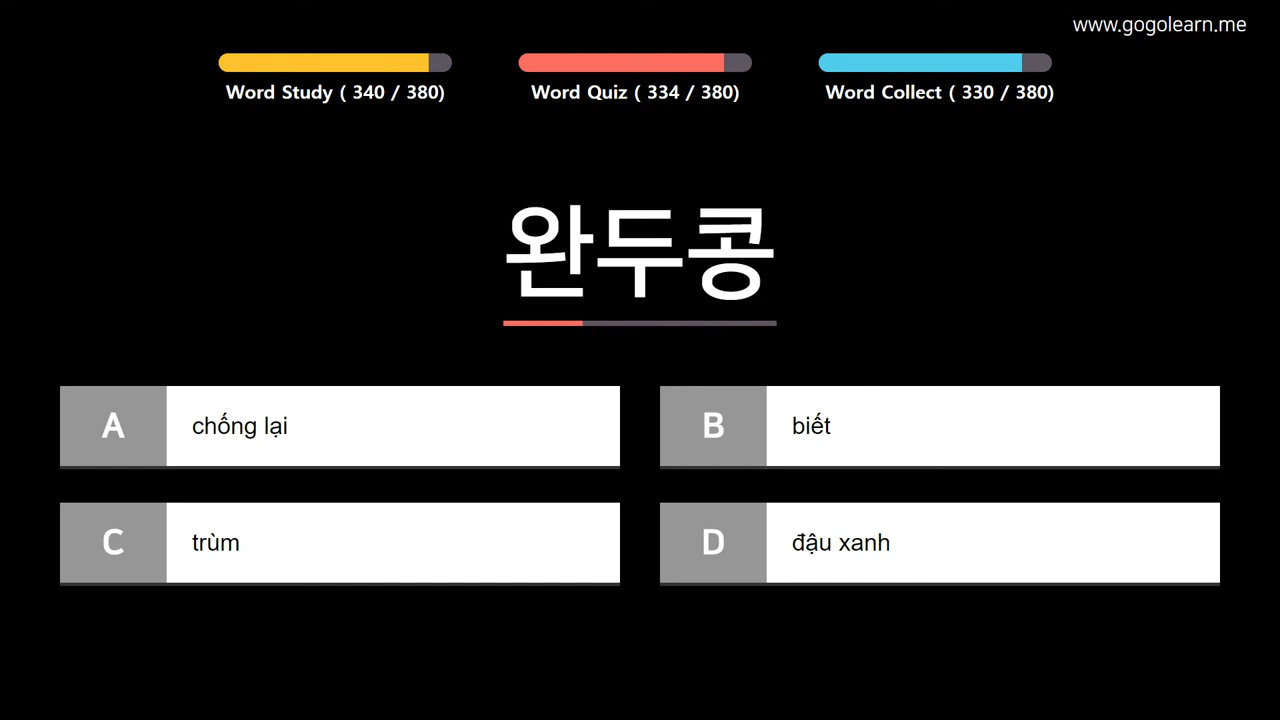 www.gogolearn.me
Word Study ( 340 / 380)
Word Quiz ( 334 / 380)
Word Collect ( 330 / 380)
완두콩
A chống lại
B biết
C trùm
D đậu xanh